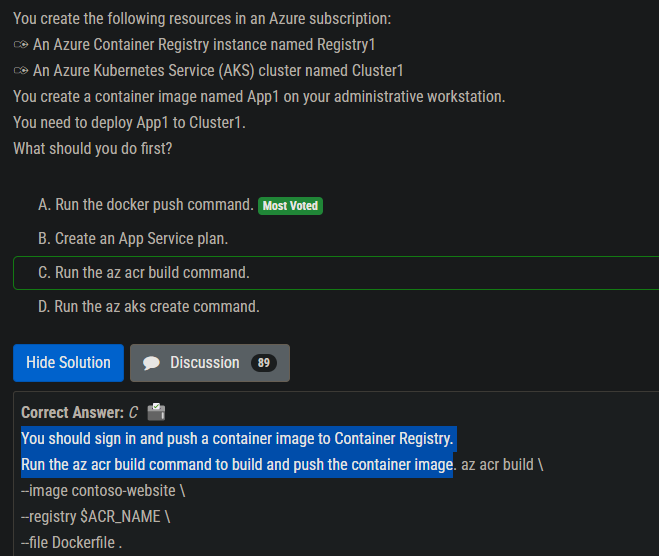 You create the following resources in an Azure subscription:
An Azure Container Registry instance named Registry1
An Azure Kubernetes Service (AKS) cluster named Cluster1
You create a container image named App1 on your administrative workstation.
You need to deploy App1 to Cluster1.
What should you do first?
A. Run the docker push command. Most Voted
B. Create an App Service plan.
C. Run the az acr build command.
D. Run the az aks create command.
Hide Solution Discussion 89
Correct Answer: C
You should sign in and push a container image to Container Registry.
Run the az acr build command to build and push the container image. az acr build \
--image contoso-website \
--registry $ACR_NAME \
--file Dockerfile .